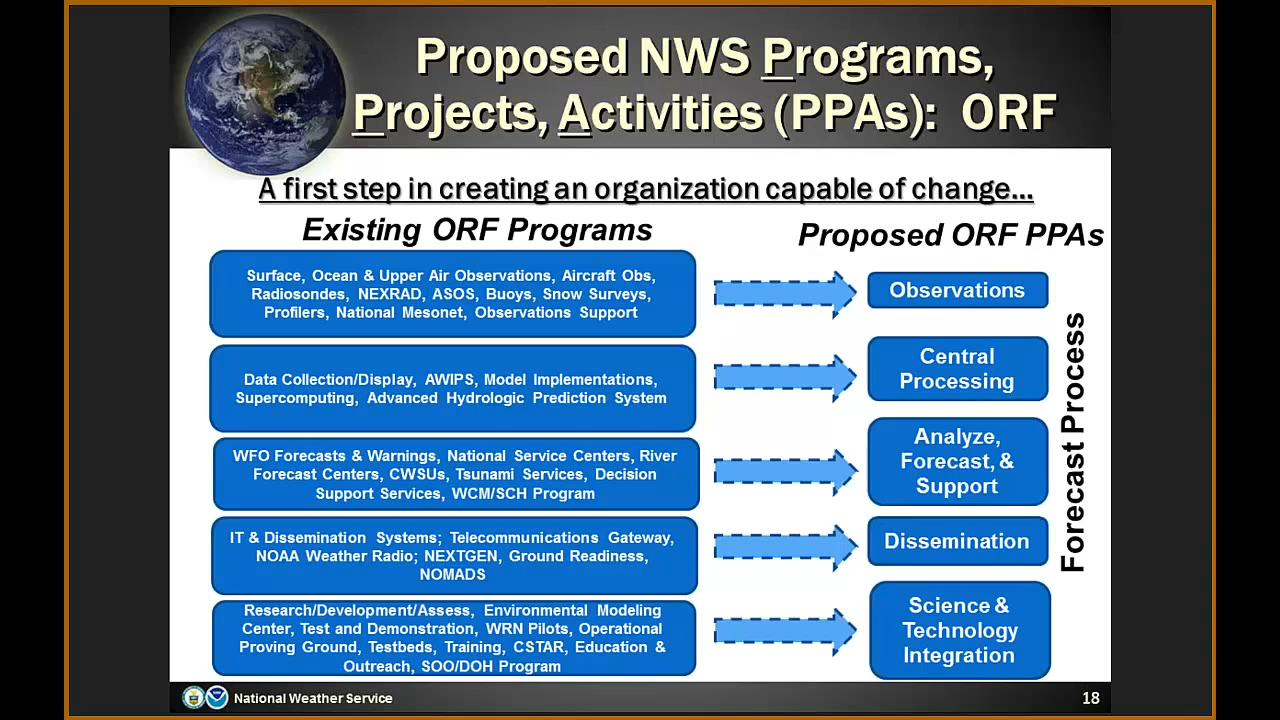 Proposed NWS Programs,
Projects, Activities (PPAs): ORF
A first step in creating an organization capable of change...
Existing ORF Programs
Proposed ORF PPAs
Surface, Ocean & Upper Air Observations, Aircraft Obs,
Radiosondes, NEXRAD, ASOS, Buoys, Snow Surveys,
Profilers, National Mesonet, Observations Support
Observations
Data Collection/Display, AWIPS, Model Implementations,
Supercomputing, Advanced Hydrologic Prediction System
Central
Processing
WFO Forecasts & Warnings, National Service Centers, River
Forecast Centers, CWSUs, Tsunami Services, Decision
Support Services, WCM/SCH Program
Analyze,
Forecast, &
Support
IT & Dissemination Systems; Telecommunications Gateway,
NOAA Weather Radio; NEXTGEN, Ground Readiness,
NOMADS
Dissemination
Research/Development/Assess, Environmental Modeling
Center, Test and Demonstration, WRN Pilots, Operational
Proving Ground, Testbeds, Training, CSTAR, Education &
Outreach, SOO/DOH Program
Science &
Technology
Integration
Forecast Process
National Weather Service
18